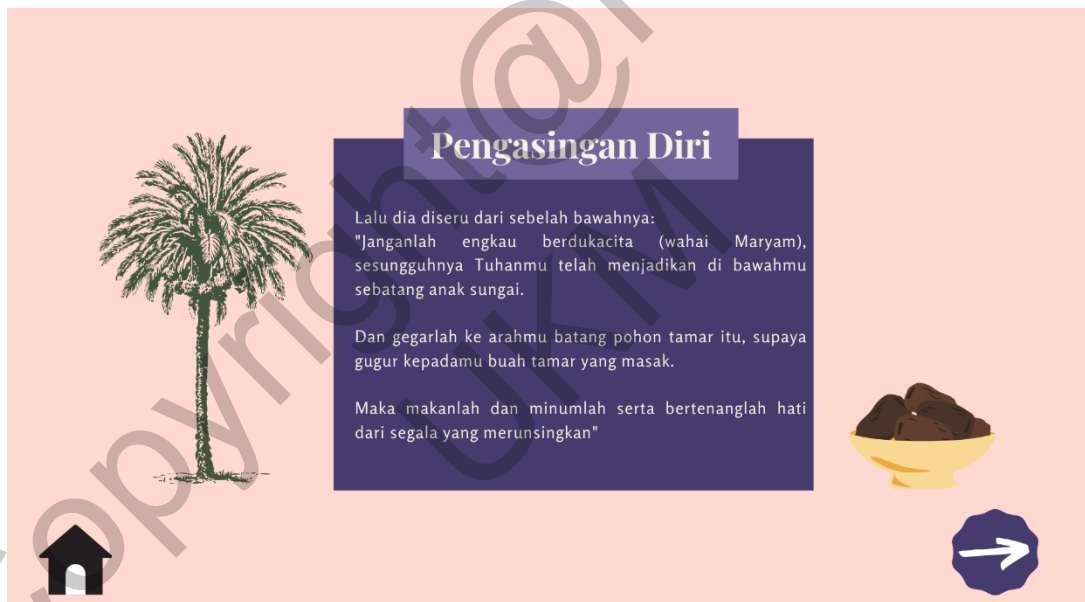 Pengasingan Diri
Lalu dia diseru dari sebelah bawahnya:
"Janganlah engkau berdukacita (wahai Maryam),
sesungguhnya Tuhanmu telah menjadikan di bawahmu
sebatang anak sungai.
Dan gegarlah ke arahmu batang pohon tamar itu, supaya
gugur kepadamu buah tamar yang masak.
Maka makanlah dan minumlah serta bertenanglah hati
dari segala yang merunsingkan"
Copyright@
UKM